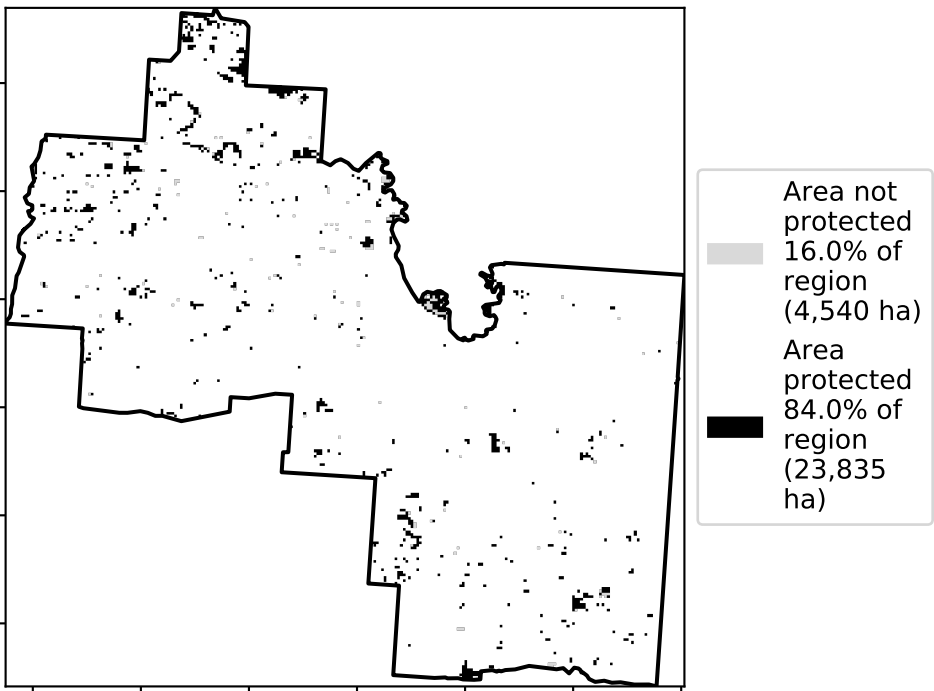 Area not
protected
16.0% of
region
(4,540 ha)
Area
protected
84.0% of
region
(23,835
ha)